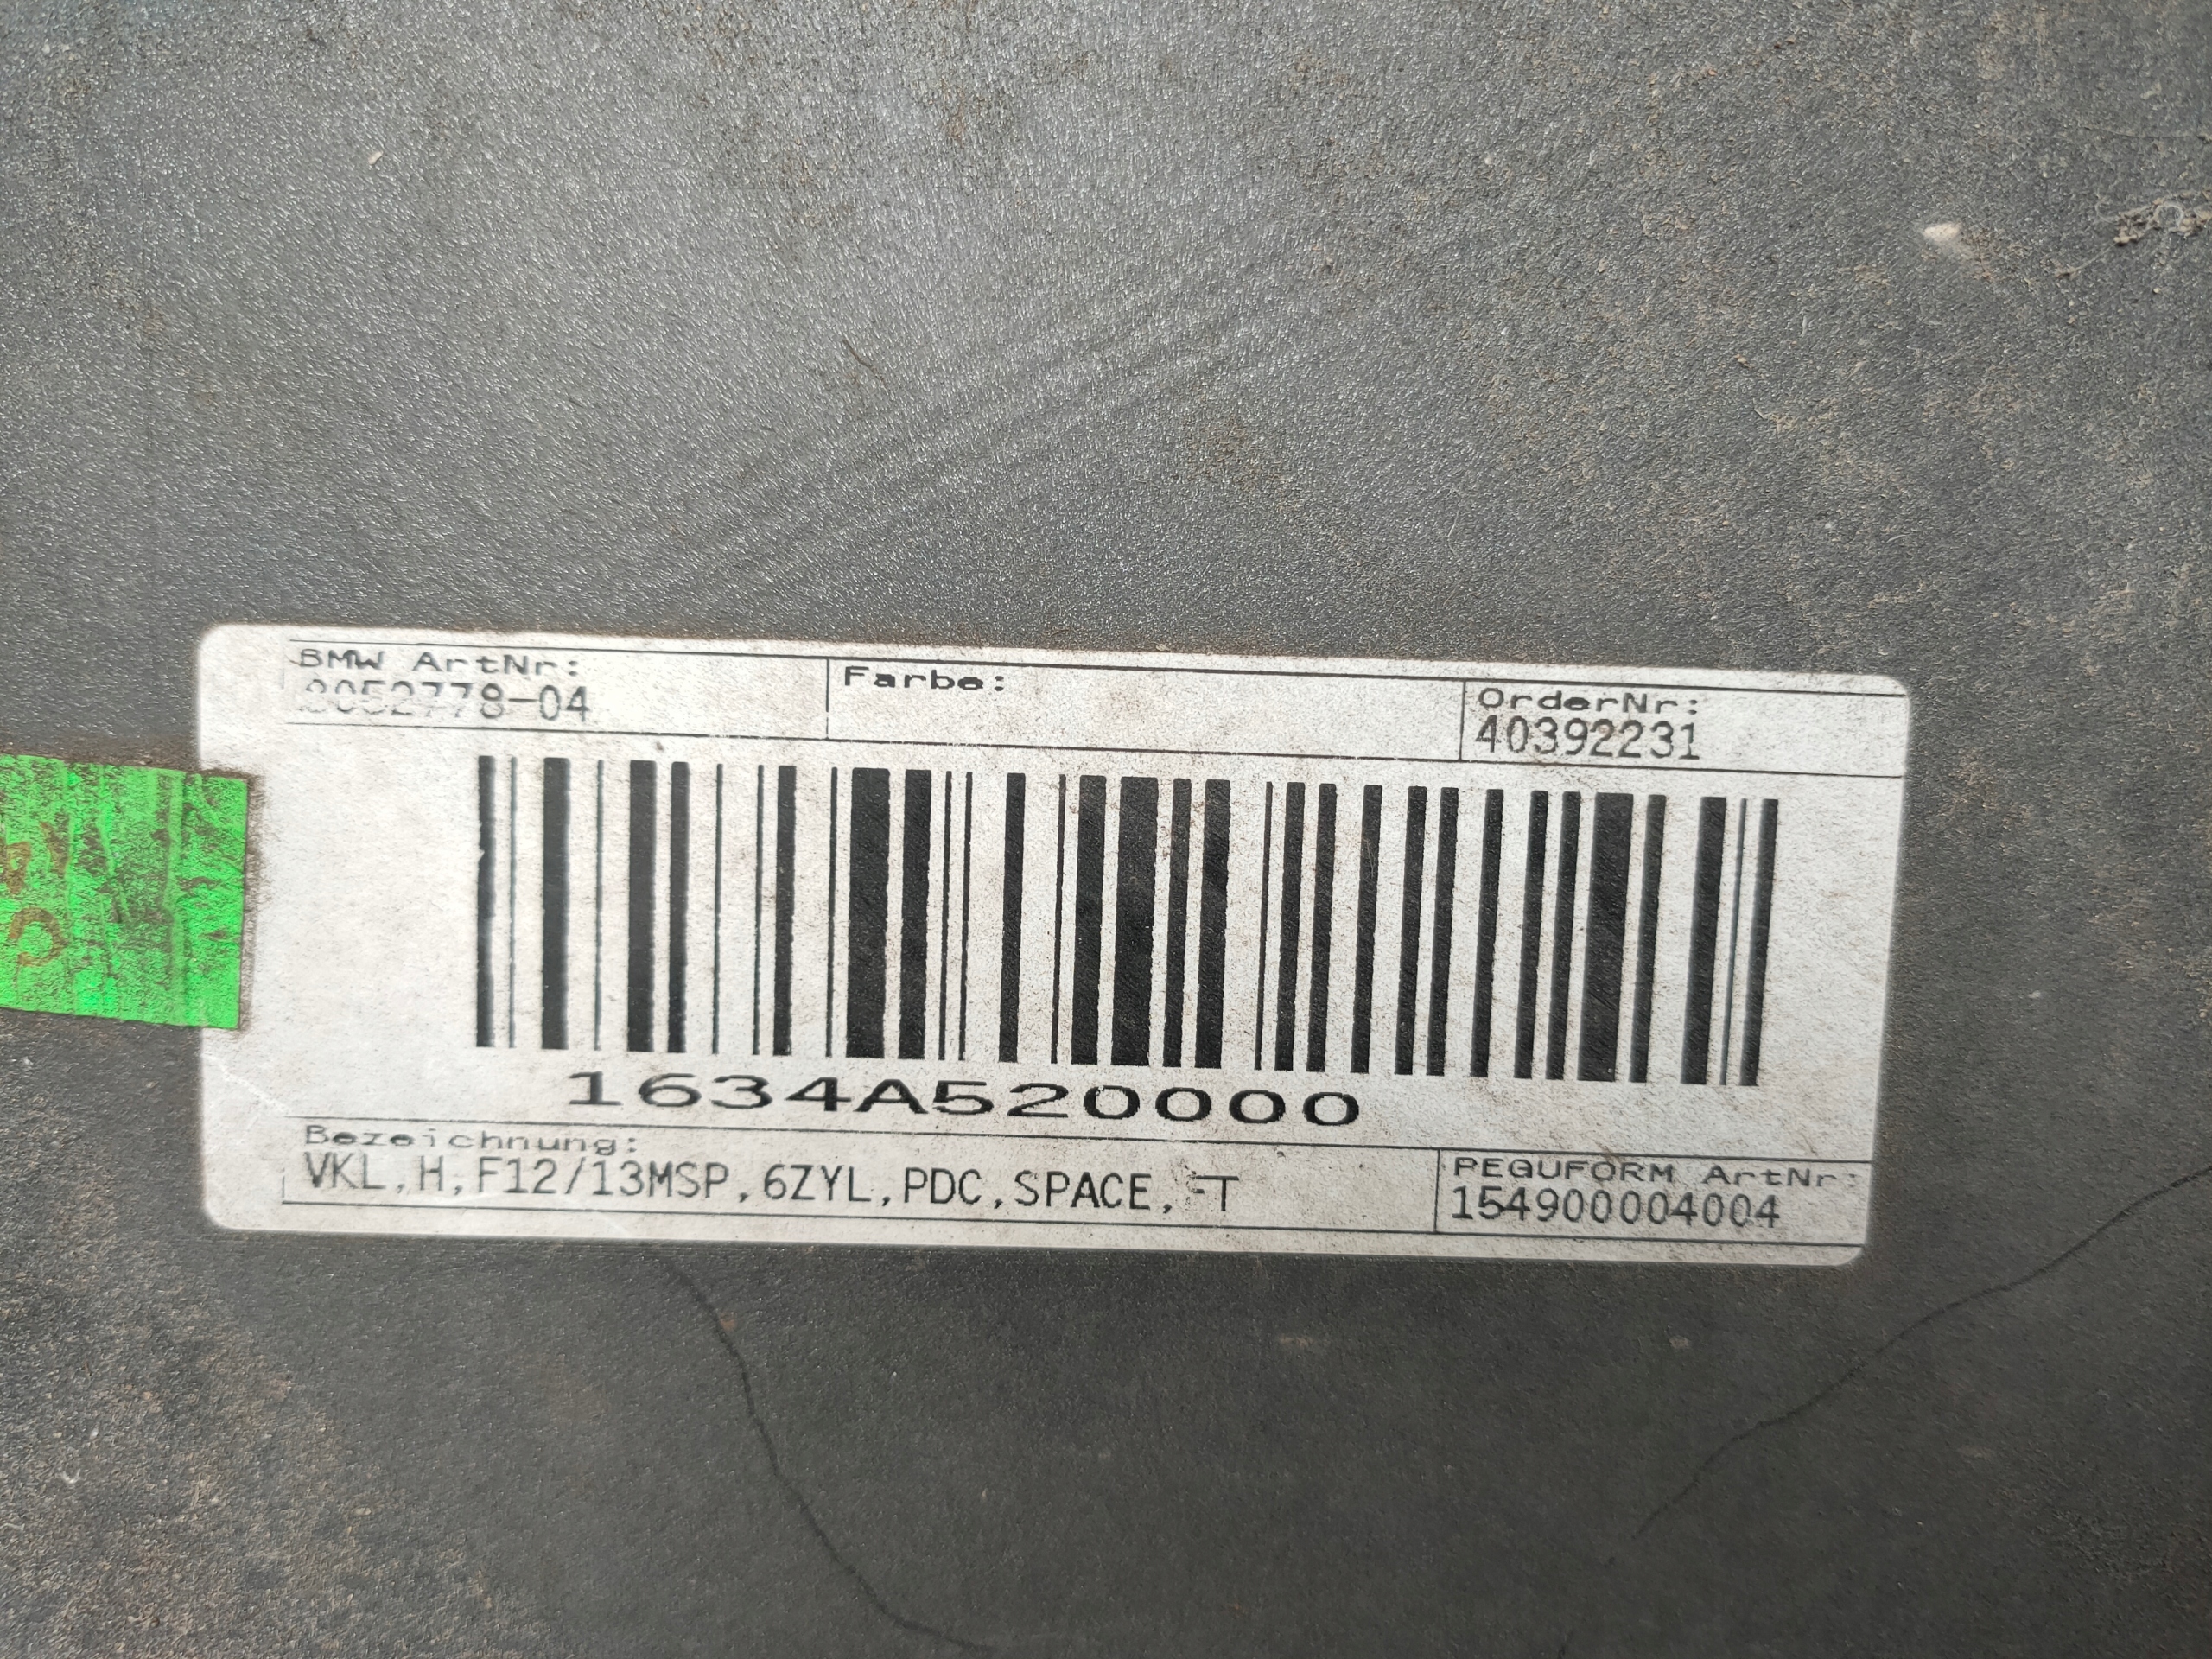 BMW ArtNr:
8052778-04
Farbe:
OrderNr:
40392231
1634A520000
Bezeichnung:
VKL,H,F12/13MSP,6ZYL,PDC,SPACE,-T
PEGUFORM ArtNr:
154900004004